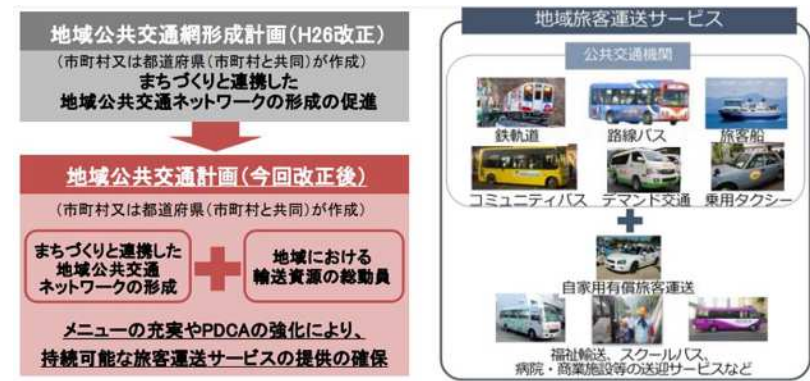 地域公共交通網形成計画(H26改正)
(市町村又は都道府県(市町村と共同)が作成)
まちづくりと連携した
地域公共交通ネットワークの形成の促進
地域公共交通計画(今回改正後)
(市町村又は都道府県(市町村と共同)が作成)
まちづくりと連携した
地域公共交通
ネットワークの形成
地域における
輸送資源の総動員
メニューの充実やPDCAの強化により、
持続可能な旅客運送サービスの提供の確保
地域旅客運送サービス
公共交通機関
鉄軌道
路線バス
旅客船
コミュニティバス
デマンド交通
乗用タクシー
自家用有償旅客運送
福祉輸送、スクールバス、
病院・商業施設等の送迎サービスなど